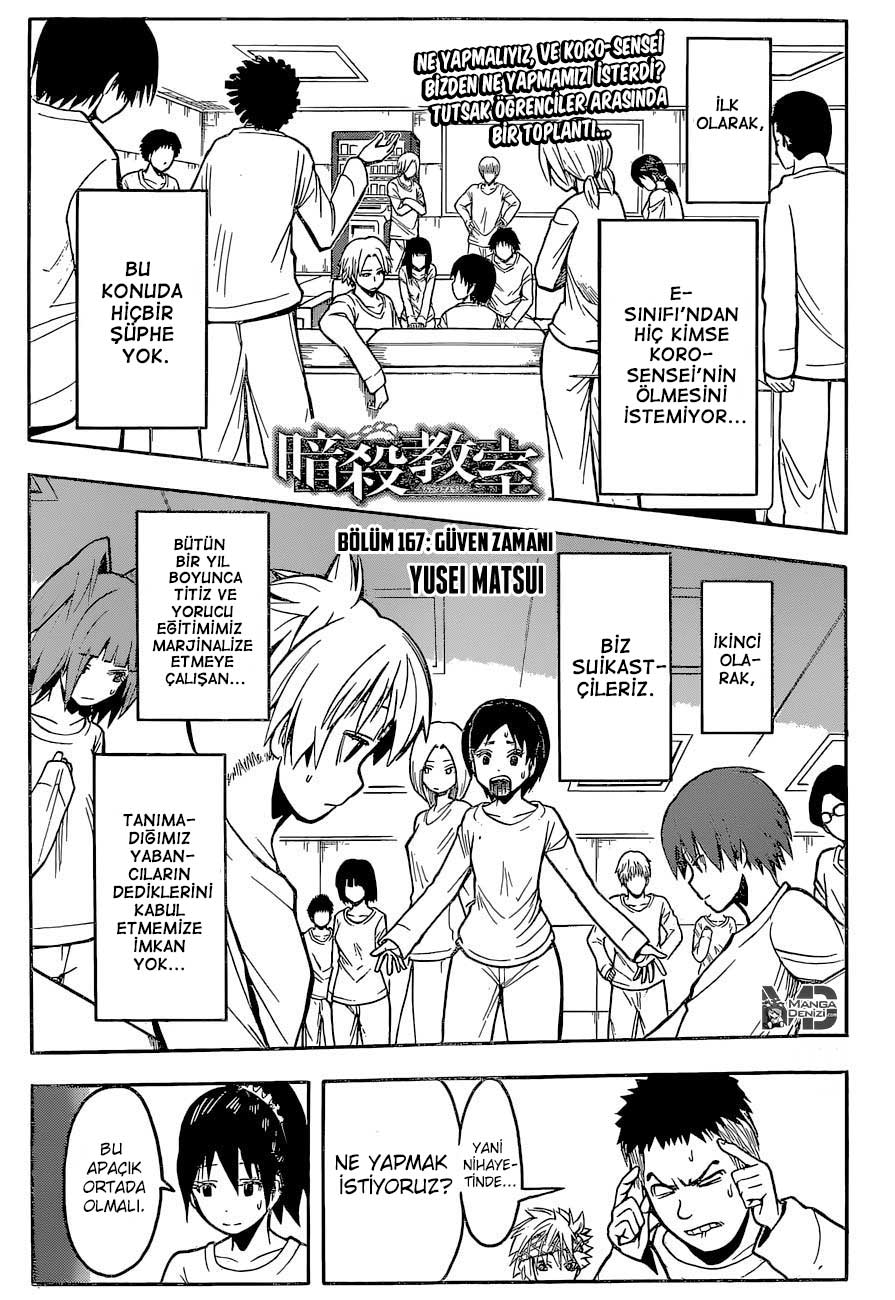 NE YAPMALIYIZ, VE KORO-SENSEI
BİZDEN NE YAPMAMIZI İSTERDİ?
TUTSAK ÖĞRENCİLER ARASINDA
BİR TOPLANTI...
İLK
OLARAK,
E-
SINIFI'NDAN
HİÇ KİMSE
KORO-
SENSEİ'NİN
ÖLMESİNİ
İSTEMİYOR...
BU
KONUDA
HİÇBİR
ŞÜPHE
YOK.
暗殺教室
BÖLÜM 167: GÜVEN ZAMANI
YUSEI MATSUI
İKİNCİ
OLA-
RAK,
BİZ
SUİKAST-
ÇİLERİZ.
BÜTÜN
BİR YIL
BOYUNCA
TİTİZ VE
YORUCU
EĞİTİMİMİZ
MARJİNALİZE
ETMEYE
ÇALIŞAN...
TANIMA-
DIĞIMIZ
YABAN-
CILARIN
DEDİKLERİNİ
KABUL
ETMEMİZE
İMKAN
YOK...
MANGA
DENİZİ.com
YANİ
NİHAYE-
TİNDE...
NE YAPMAK
İSTİYORUZ?
BU
APAÇIK
ORTADA
OLMALI.